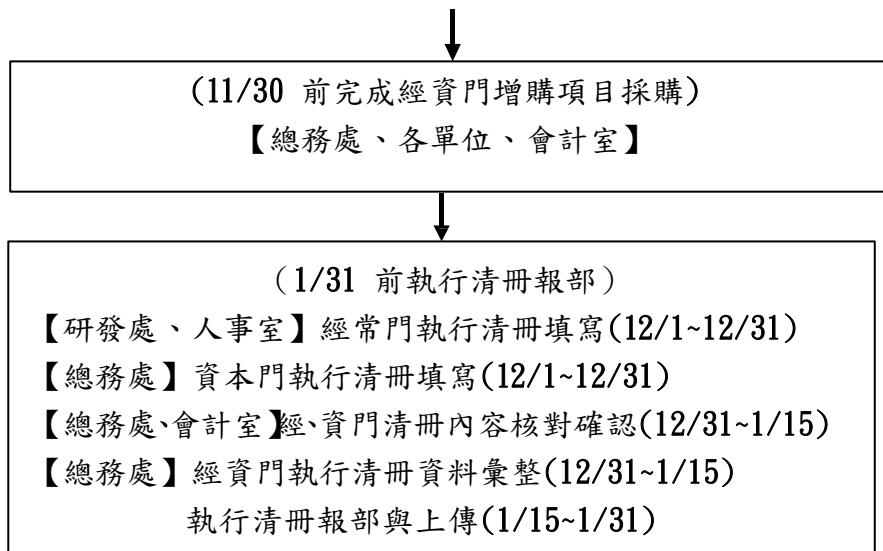 (11/30 前完成經資門增購項目採購)
【總務處、各單位、會計室】
(1/31 前執行清冊報部)
【研發處、人事室】經常門執行清冊填寫(12/1~12/31)
【總務處】資本門執行清冊填寫(12/1~12/31)
【總務處、會計室】經、資門清冊內容核對確認(12/31~1/15)
【總務處】經資門執行清冊資料彙整(12/31~1/15)
執行清冊報部與上傳(1/15~1/31)